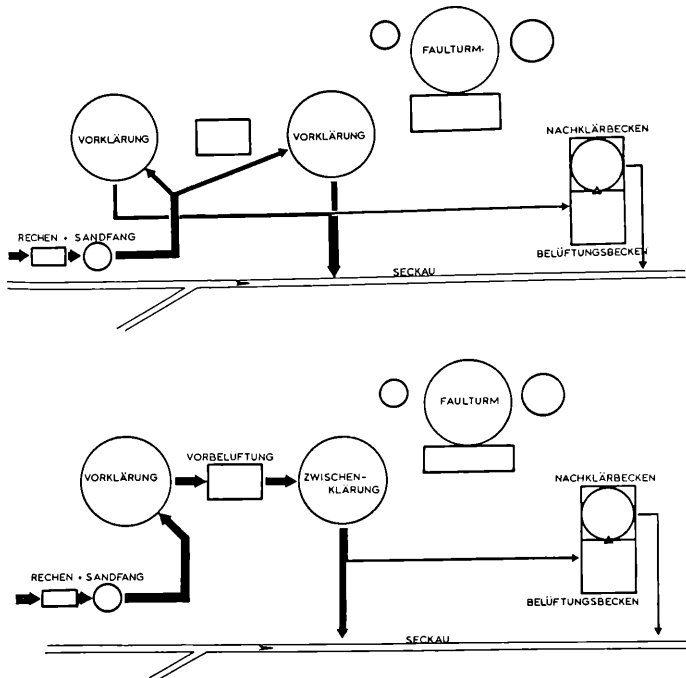 FAULTURM.
VORKLÄRUNG
VORKLÄRUNG
NACHKLÄRBECKEN
RECHEN + SANDFANG
BELÜFTUNGSBECKEN
SECKAU
FAULTURM
VORBELUFTUNG
VORKLÄRUNG
ZWISCHEN-
KLÄRUNG
NACHKLÄRBECKEN
RECHEN + SANDFANG
BELÜFTUNGSBECKEN
SECKAU